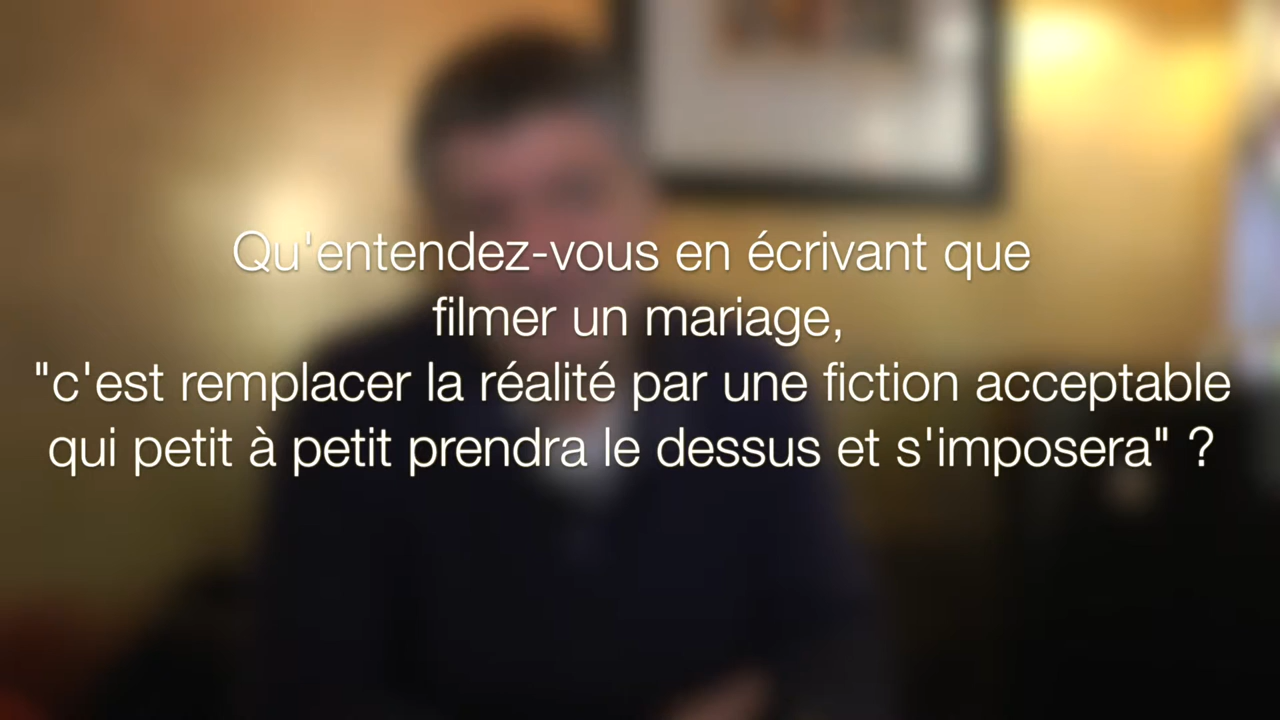 Qu'entendez-vous en écrivant que
filmer un mariage,
"c'est remplacer la réalité par une fiction acceptable
qui petit à petit prendra le dessus et s'imposera" ?